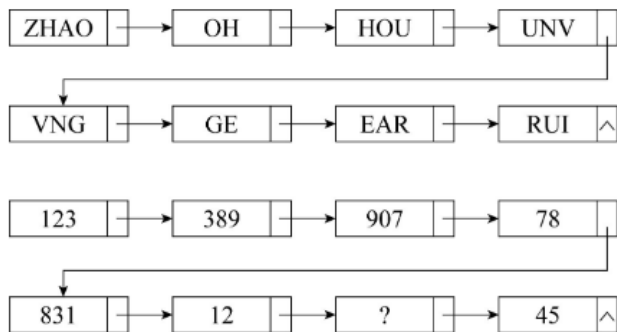 ZHAO OH HOU UNV
VNG GE EAR RUI ^
123 389 907 78
831 12 ? 45 ^